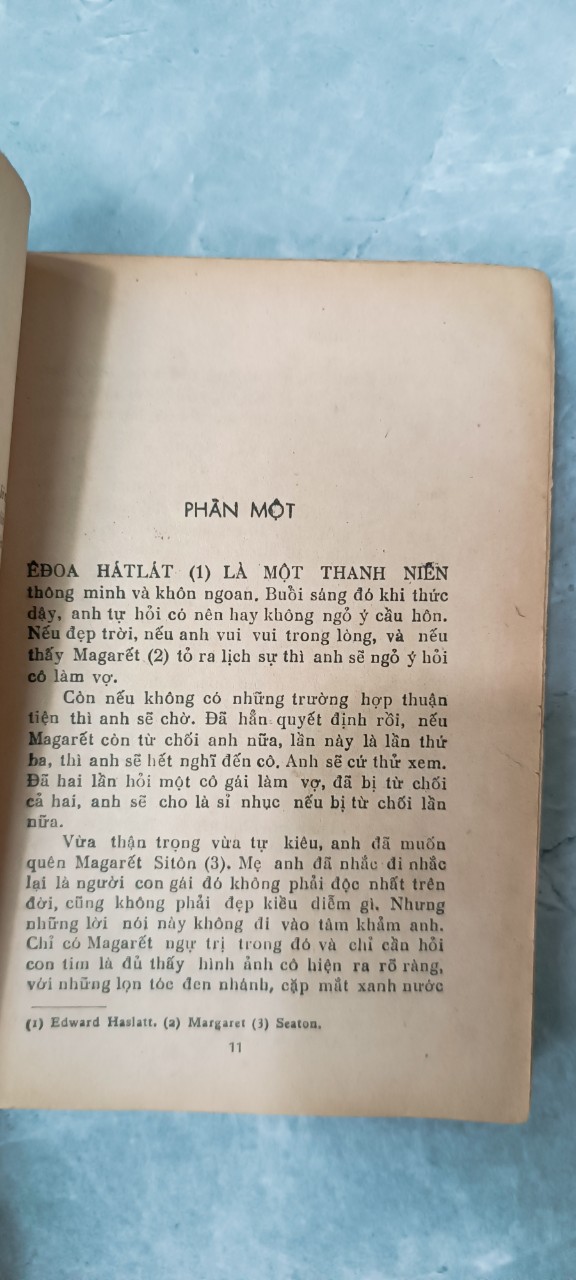 PHẦN MỘT
ÊĐOA HÁTLÁT (1) LÀ MỘT THANH NIÊN
thông minh và khôn ngoan. Buổi sáng đó khi thức
dậy, anh tự hỏi có nên hay không ngỏ ý cầu hôn.
Nếu đẹp trời, nếu anh vui vui trong lòng, và nếu
thấy Magarết (2) tỏ ra lịch sự thì anh sẽ ngỏ ý hỏi
cô làm vợ.
Còn nếu không có những trường hợp thuận
tiện thì anh sẽ chờ. Đã hẳn quyết định rồi, nếu
Magarết còn từ chối anh nữa, lần này là lần thứ
ba, thì anh sẽ hết nghĩ đến cô. Anh sẽ cứ thử xem.
Đã hai lần hỏi một cô gái làm vợ, đã bị từ chối
cả hai, anh sẽ cho là sỉ nhục nếu bị từ chối lần
nữa.
Vừa thận trọng vừa tự kiêu, anh đã muốn
quên Magarết Sitôn (3). Mẹ anh đã nhắc đi nhắc
lại là người con gái đó không phải độc nhất trên
đời, cũng không phải đẹp kiều diễm gì. Nhưng
những lời nói này không đi vào tâm khảm anh.
Chỉ có Magarết ngự trị trong đó và chỉ cần hỏi
con tim là đủ thấy hình ảnh cô hiện ra rõ ràng,
với những lọn tóc đen nhánh, cặp mắt xanh nước
(1) Edward Haslatt. (a) Margaret (3) Seaton.
11